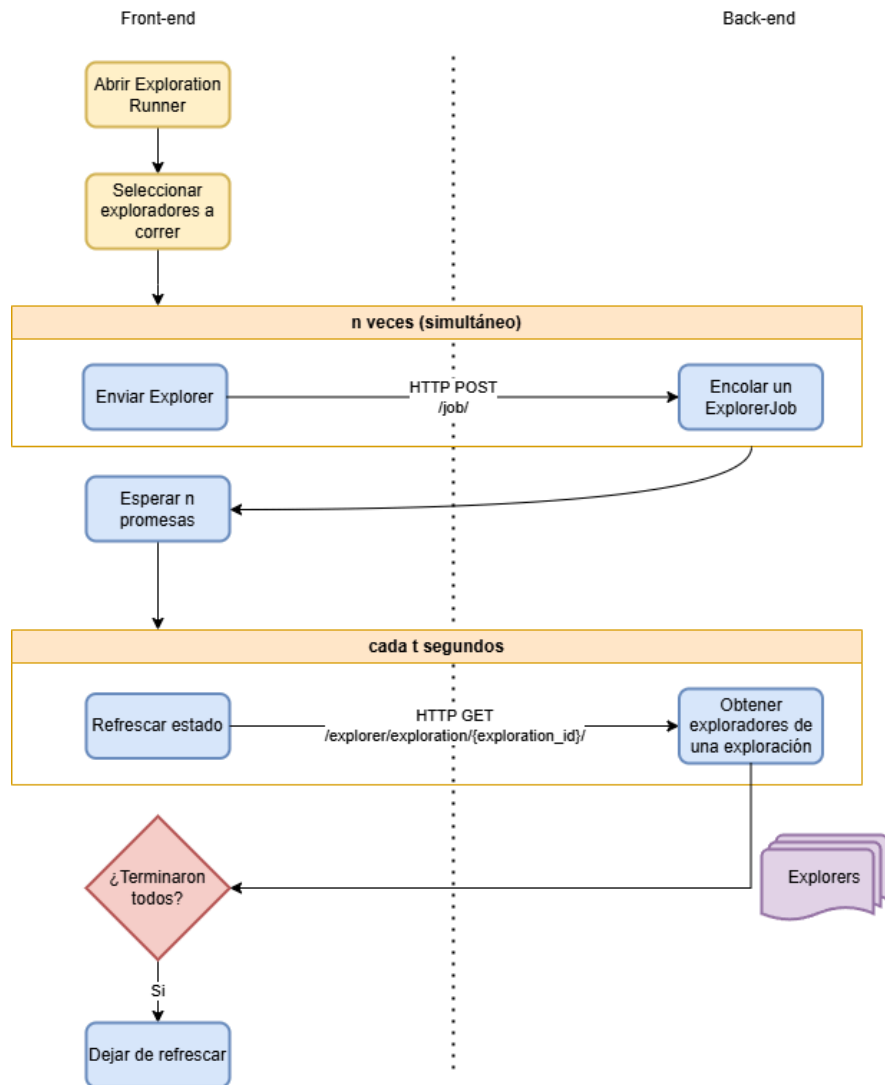 Front-end
Back-end
Abrir Exploration
Runner
Seleccionar
exploradores a
correr
n veces (simultáneo)
Enviar Explorer
HTTP POST
/job/
Encolar un
ExplorerJob
Esperar n
promesas
cada t segundos
Refrescar estado
HTTP GET
/explorer/exploration/{exploration_id}/
Obtener
exploradores de
una exploración
¿Terminaron
todos?
Explorers
Si
Dejar de refrescar